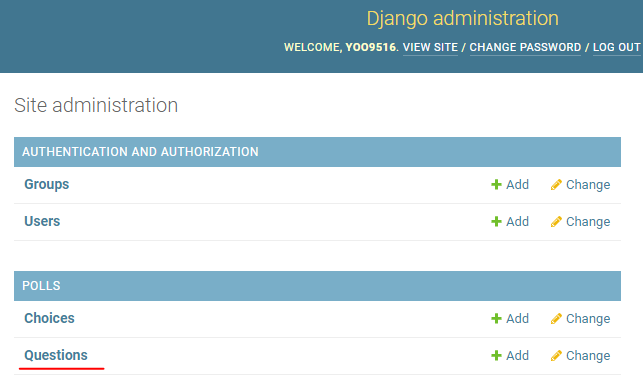 Django administration
WELCOME, YOO9516. VIEW SITE / CHANGE PASSWORD / LOG OUT
Site administration
AUTHENTICATION AND AUTHORIZATION
Groups Add Change
Users Add Change
POLLS
Choices Add Change
Questions Add Change